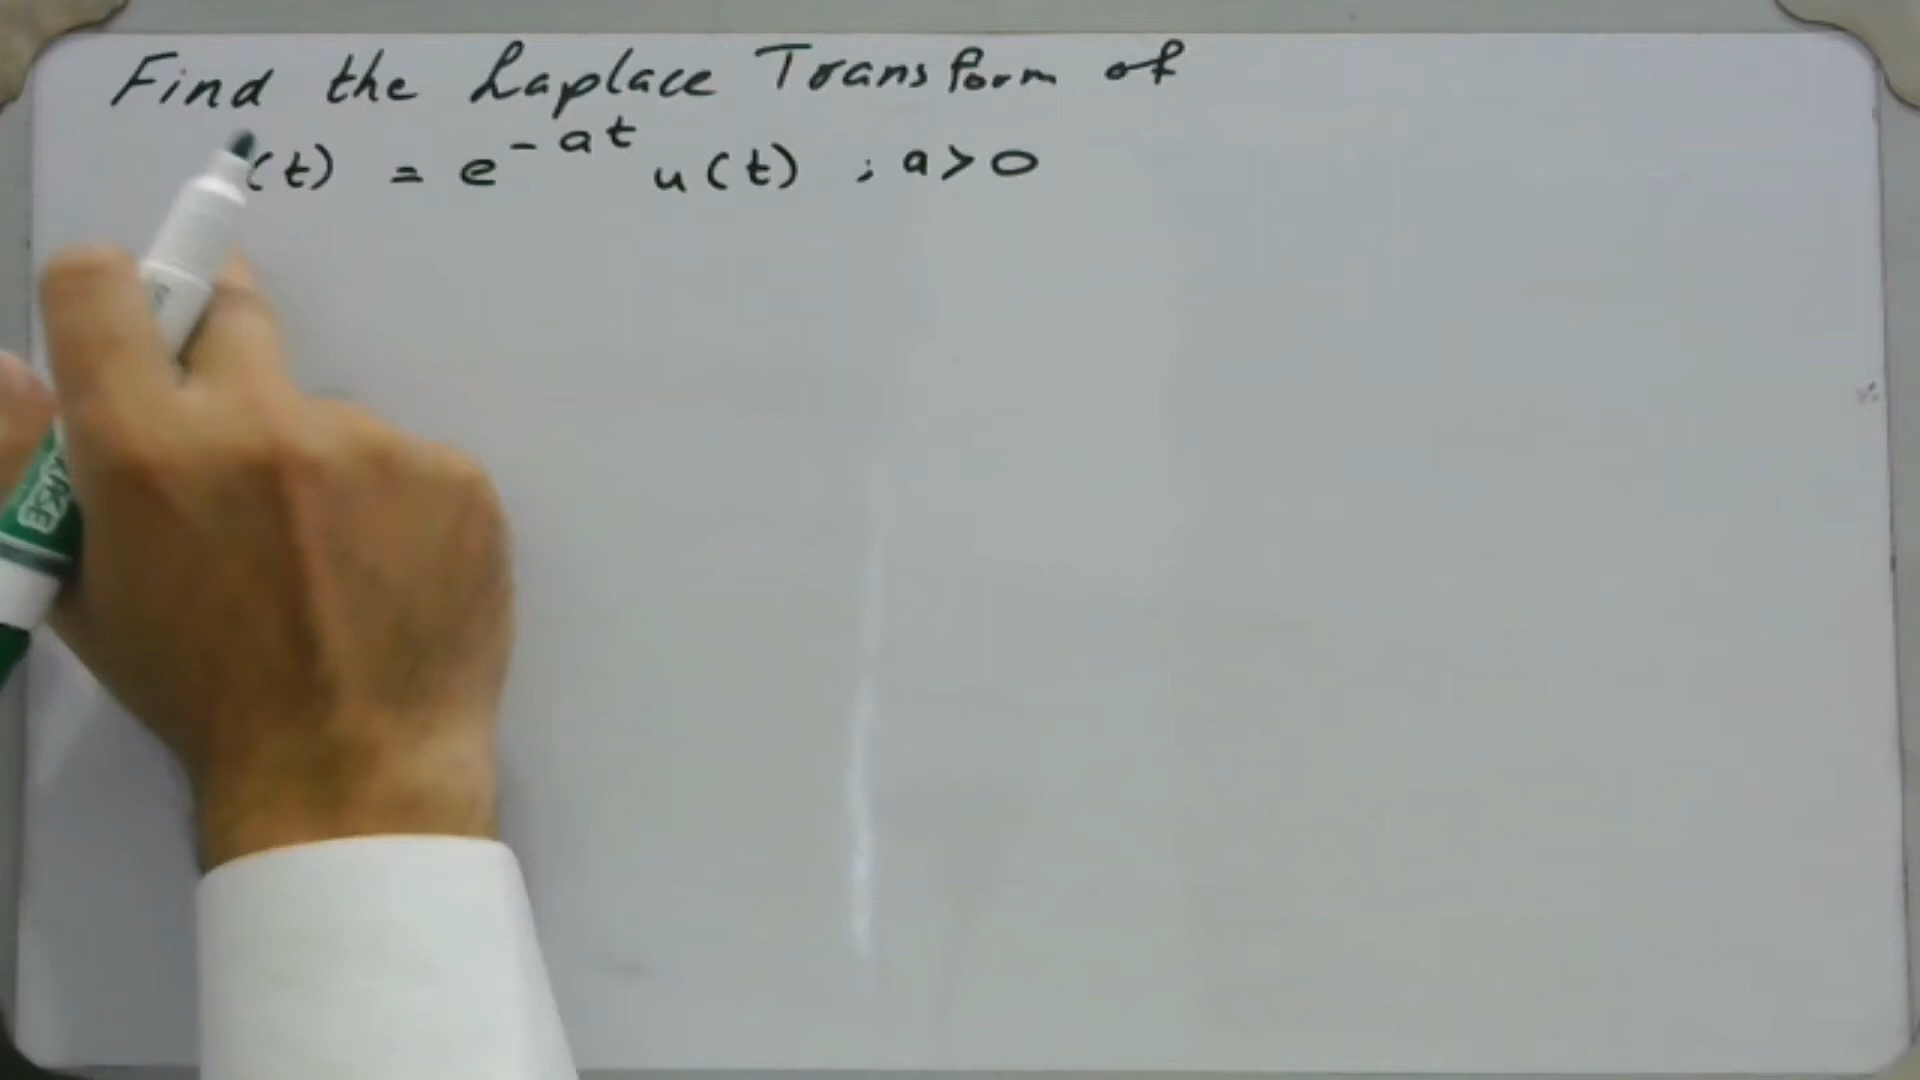 Find the Laplace Transform of
(t) = e^{-at} u(t) ; a>0